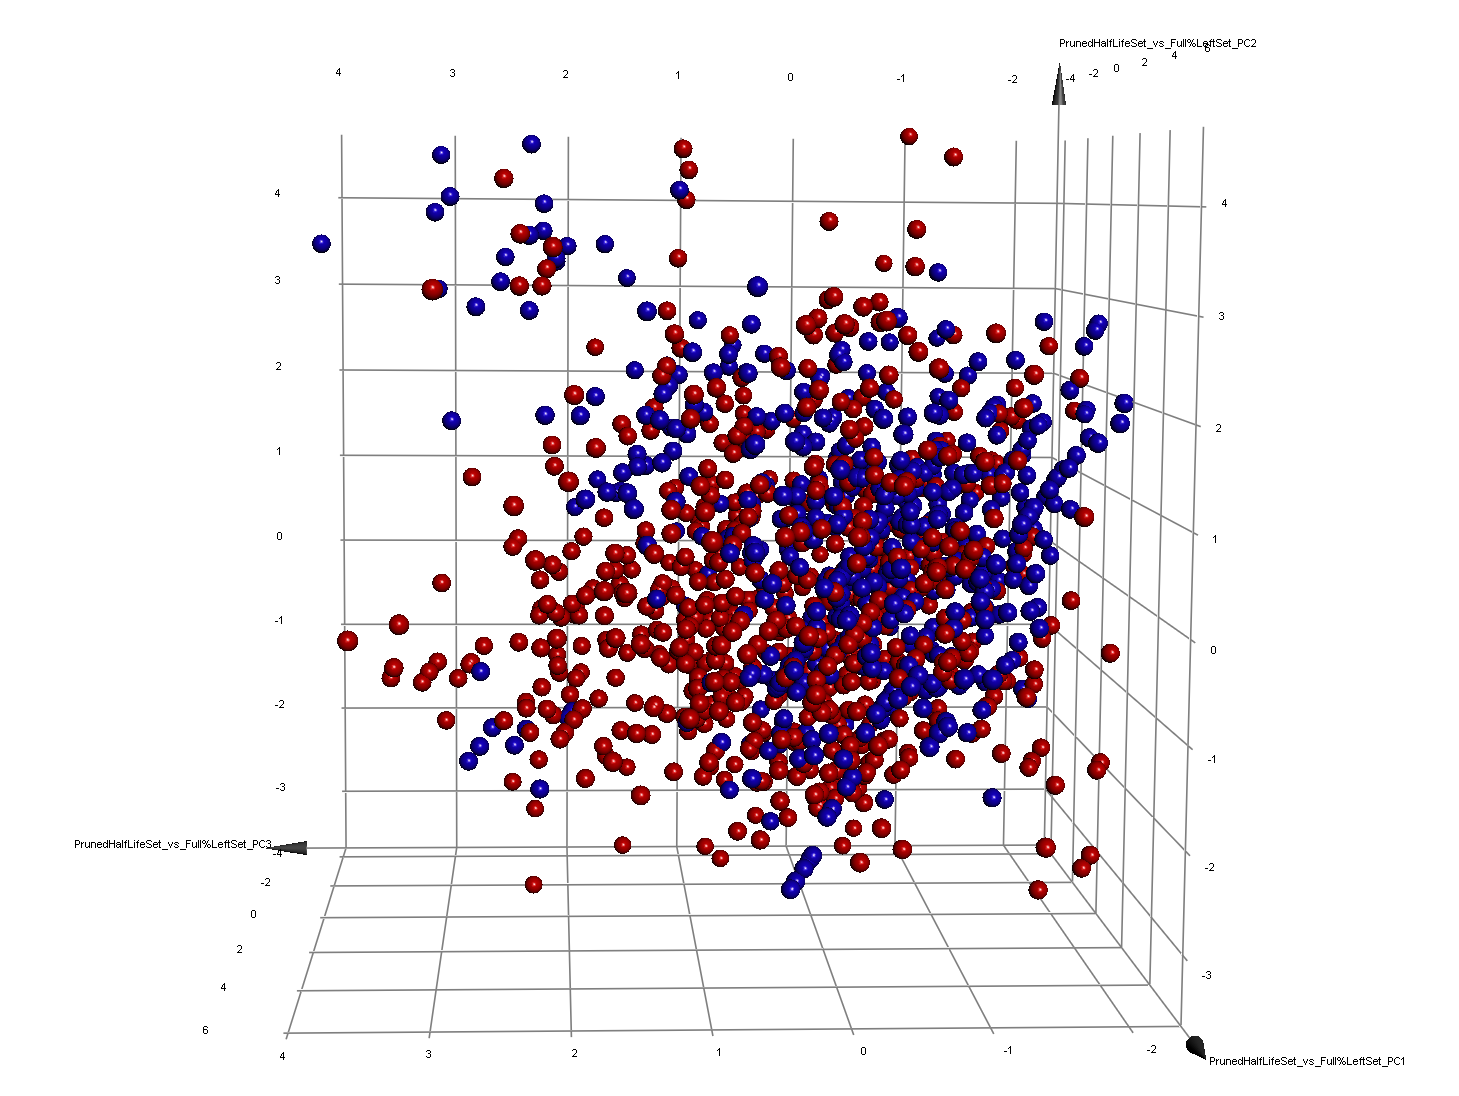 PrunedHalfLifeSet_vs_Full%LeftSet_PC2
4 3 2 1 0 -1 -2 -4 -2 0 2 4 6
4 4
3 3
2 2
1 1
0 0
-1 -1
-2 -2
-3 -3
PrunedHalfLifeSet_vs_Full%LeftSet_PC3
-4
-2
0
2
4
6
4 3 2 1 0 -1 -2
PrunedHalfLifeSet_vs_Full%LeftSet_PC1